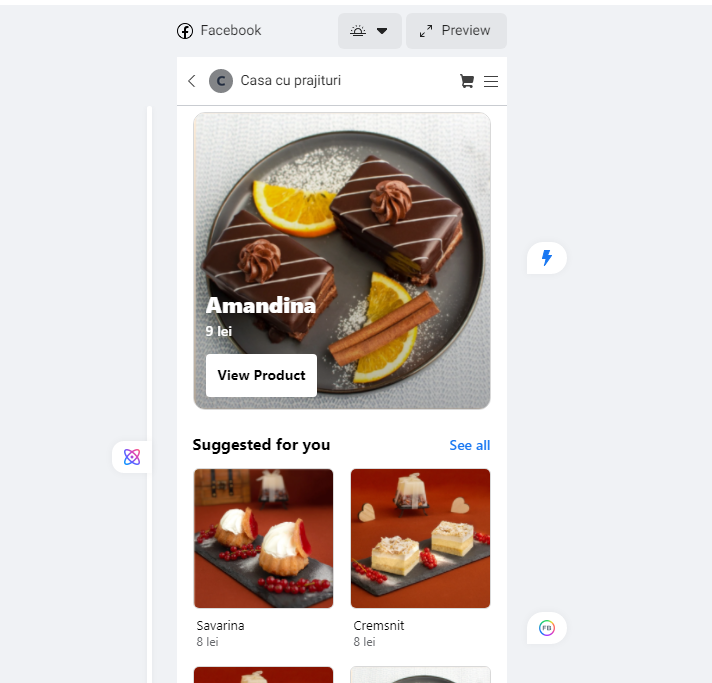 Facebook
Preview
C
Casa cu prajituri
Amandina
9 lei
View Product
Suggested for you
See all
Savarina
8 lei
Cremsnit
8 lei
FB